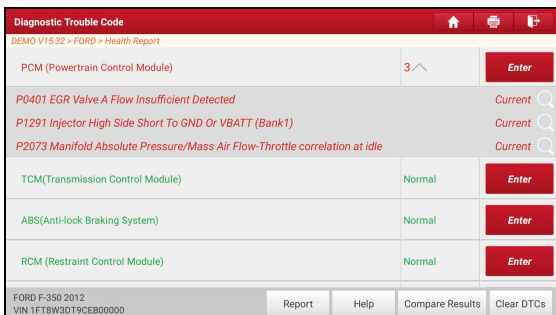 Diagnostic Trouble Code
DEMO V15.32 > FORD > Health Report
PCM (Powertrain Control Module) 3 Enter
P0401 EGR Valve A Flow Insufficient Detected Current
P1291 Injector High Side Short To GND Or VBATT (Bank1) Current
P2073 Manifold Absolute Pressure/Mass Air Flow-Throttle correlation at idle Current
TCM(Transmission Control Module) Normal Enter
ABS(Anti-lock Braking System) Normal Enter
RCM (Restraint Control Module) Normal Enter
FORD F-350 2012
VIN 1FT8W3DT9CEB00000
Report Help Compare Results Clear DTCs